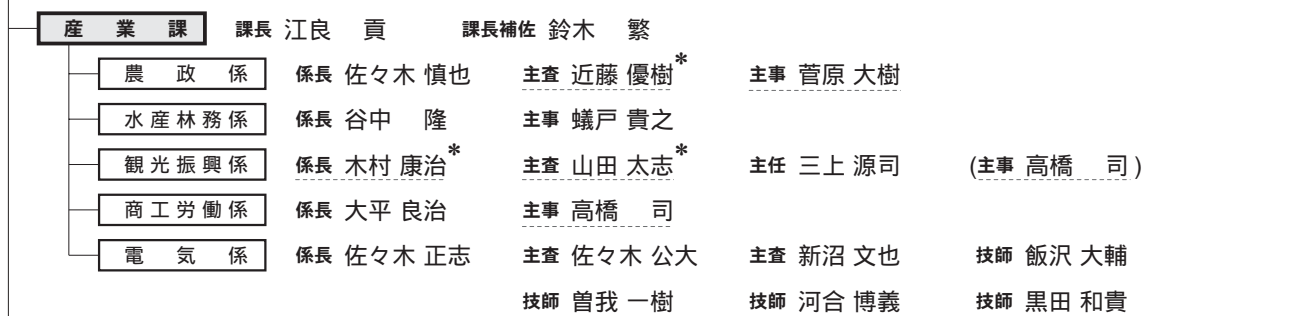 産業課 課長 江良 貢 課長補佐 鈴木 繁
農政係 係長 佐々木 慎也 主査 近藤 優樹* 主事 菅原 大樹
水産林務係 係長 谷中 隆 主事 蟻戸 貴之
観光振興係 係長 木村 康治* 主査 山田 太志* 主任 三上 源司 (主事 高橋 司)
商工労働係 係長 大平 良治 主事 高橋 司
電気係 係長 佐々木 正志 主査 佐々木 公大 主査 新沼 文也 技師 飯沢 大輔
技師 曽我 一樹 技師 河合 博義 技師 黒田 和貴